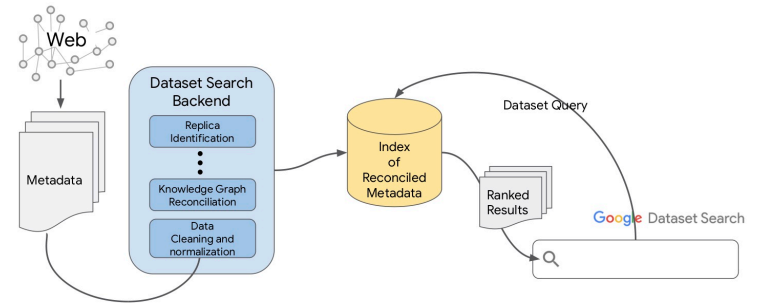 Web
Metadata
Dataset Search
Backend
Replica
Identification
Knowledge Graph
Reconciliation
Data
Cleaning and
normalization
Index
of
Reconciled
Metadata
Dataset Query
Ranked
Results
Google Dataset Search